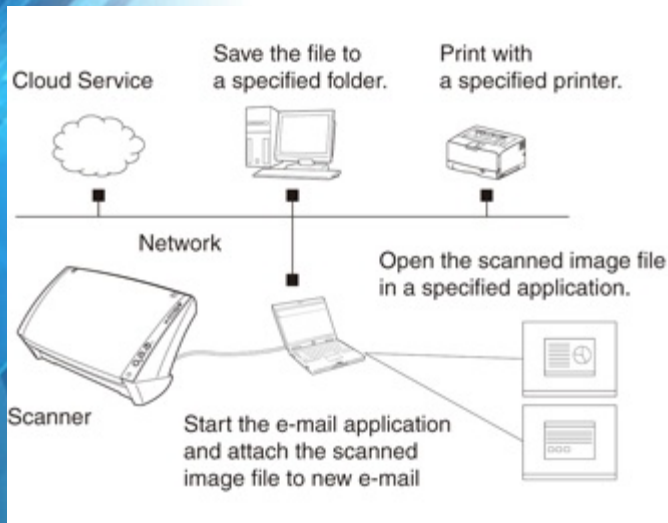 Cloud Service
Save the file to
a specified folder.
Print with
a specified printer.
Network
Open the scanned image file
in a specified application.
Scanner
Start the e-mail application
and attach the scanned
image file to new e-mail